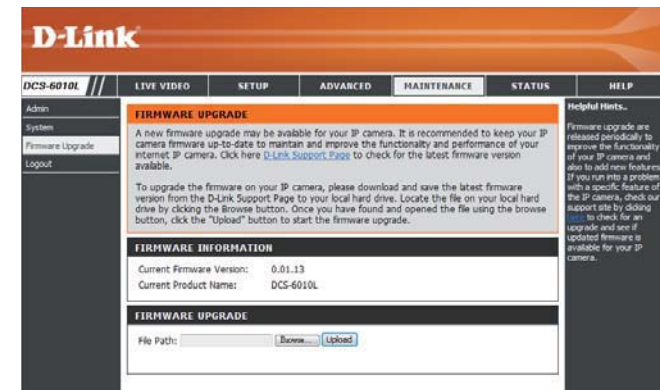 D-Link
DCS-6010L
LIVE VIDEO SETUP ADVANCED MAINTENANCE STATUS HELP
Admin
System
Firmware Upgrade
Logout
FIRMWARE UPGRADE
A new firmware upgrade may be available for your IP camera. It is recommended to keep your IP
camera firmware up-to-date to maintain and improve the functionality and performance of your
internet IP camera. Click here D-Link Support Page to check for the latest firmware version
available.
To upgrade the firmware on your IP camera, please download and save the latest firmware
version from the D-Link Support Page to your local hard drive. Locate the file on your local hard
drive by clicking the Browse button. Once you have found and opened the file using the browse
button, click the "Upload" button to start the firmware upgrade.
FIRMWARE INFORMATION
Current Firmware Version: 0.01.13
Current Product Name: DCS-6010L
FIRMWARE UPGRADE
File Path: Browse... Upload
Helpful Hints..
Firmware upgrade are
released periodically to
improve the functionality
of your IP camera and
also to add new features.
If you run into a problem
with a specific feature of
the IP camera, check our
support site by clicking
here to check for an
upgrade and see if
updated firmware is
available for your IP
camera.